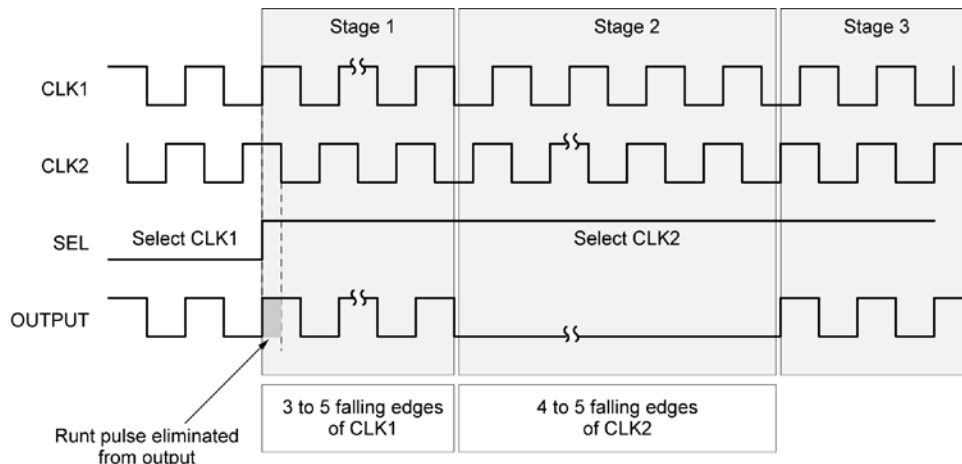 Stage 1
Stage 2
Stage 3
CLK1
CLK2
SEL
Select CLK1
Select CLK2
OUTPUT
3 to 5 falling edges
of CLK1
4 to 5 falling edges
of CLK2
Runt pulse eliminated
from output